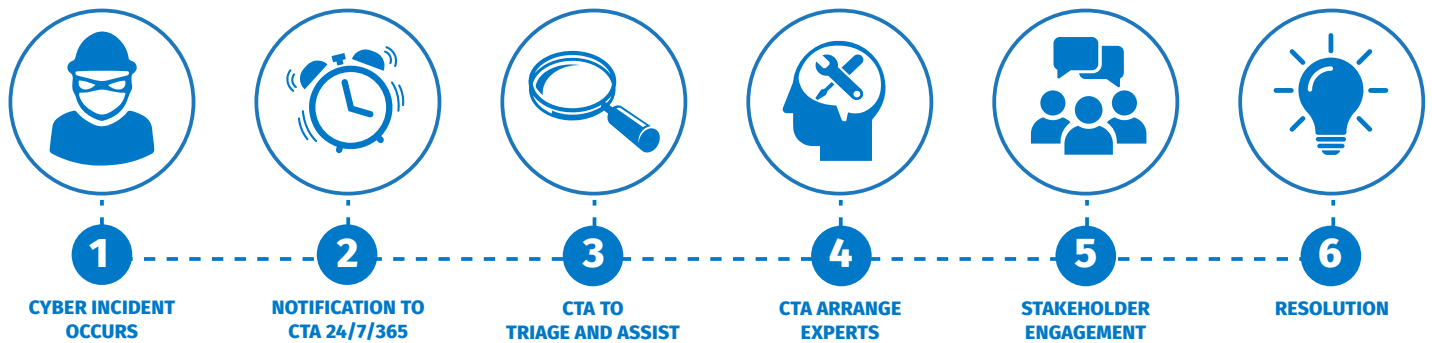 1
CYBER INCIDENT
OCCURS
2
NOTIFICATION TO
CTA 24/7/365
3
CTA TO
TRIAGE AND ASSIST
4
CTA ARRANGE
EXPERTS
5
STAKEHOLDER
ENGAGEMENT
6
RESOLUTION